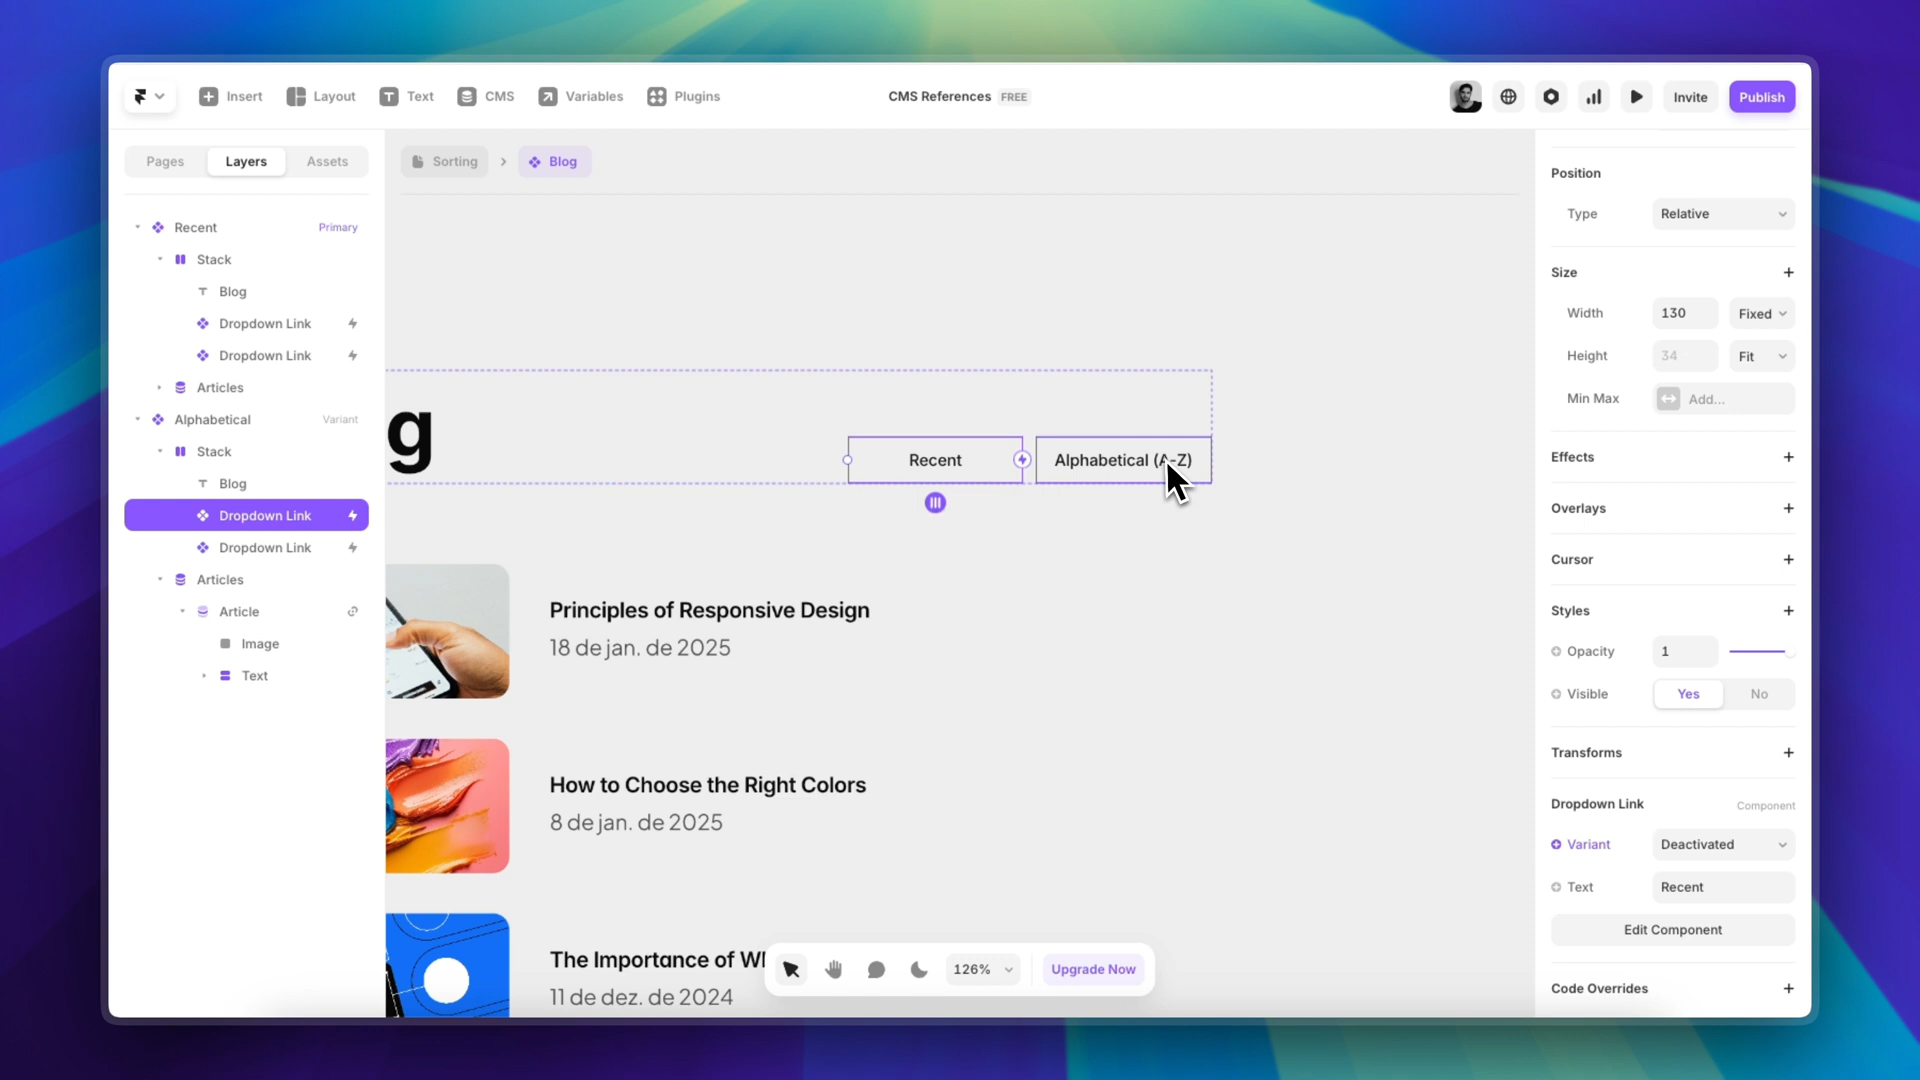 Insert
Layout
Text
CMS
Variables
Plugins
CMS References FREE
Invite
Publish
Pages
Layers
Assets
Recent Primary
Stack
Blog
Dropdown Link
Dropdown Link
Articles
Alphabetical Variant
Stack
Blog
Dropdown Link
Dropdown Link
Articles
Article
Image
Text
Sorting
Blog
g
Recent
Alphabetical (A-Z)
Principles of Responsive Design
18 de jan. de 2025
How to Choose the Right Colors
8 de jan. de 2025
The Importance of
11 de dez. de 2024
126%
Upgrade Now
Position
Type Relative
Size
Width 130 Fixed
Height 34 Fit
Min Max Add...
Effects
Overlays
Cursor
Styles
Opacity 1
Visible Yes No
Transforms
Dropdown Link Component
Variant Deactivated
Text Recent
Edit Component
Code Overrides